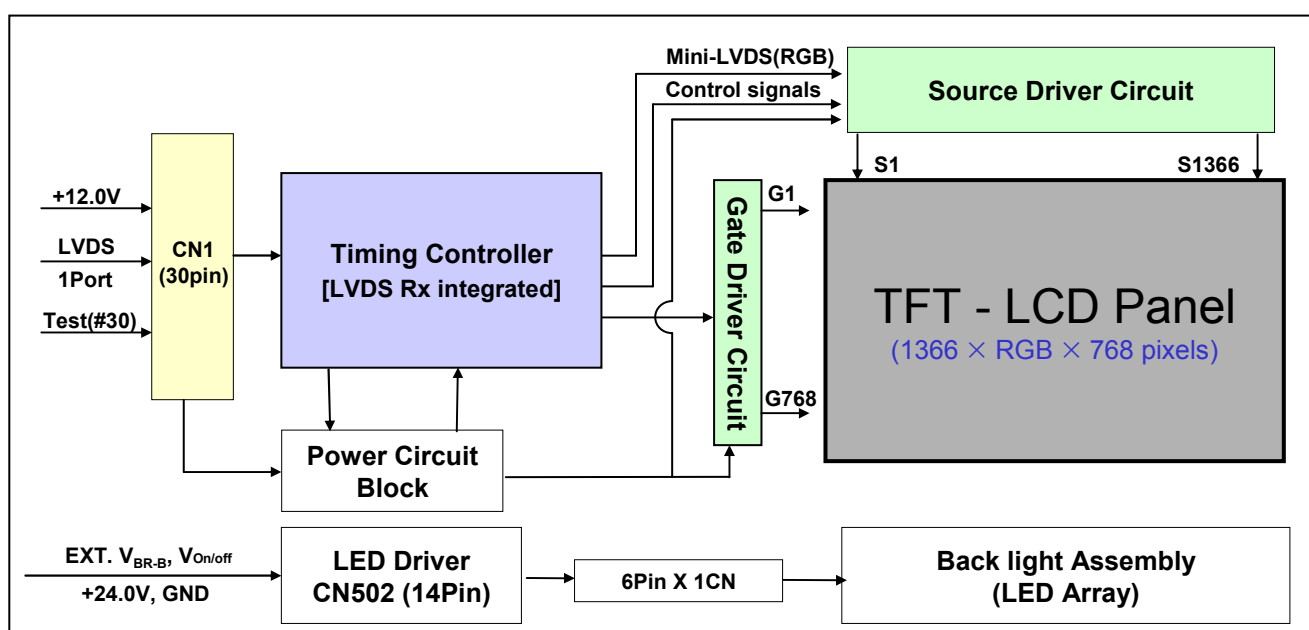 Mini-LVDS(RGB)
Control signals
Source Driver Circuit
S1
S1366
+12.0V
LVDS
1Port
Test(#30)
CN1
(30pin)
Timing Controller
[LVDS Rx integrated]
Gate Driver Circuit
G1
G768
TFT - LCD Panel
(1366 × RGB × 768 pixels)
Power Circuit
Block
EXT. VBR-B, VOn/off
+24.0V, GND
LED Driver
CN502 (14Pin)
6Pin X 1CN
Back light Assembly
(LED Array)